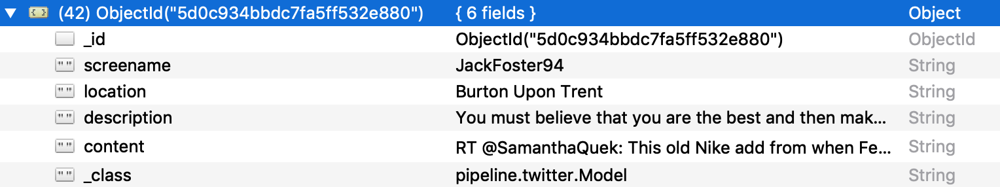 (42) ObjectId("5d0c934bbdc7fa5ff532e880") { 6 fields } Object
_id ObjectId("5d0c934bbdc7fa5ff532e880") ObjectId
screename JackFoster94 String
location Burton Upon Trent String
description You must believe that you are the best and then mak... String
content RT @SamanthaQuek: This old Nike add from when Fe... String
_class pipeline.twitter.Model String